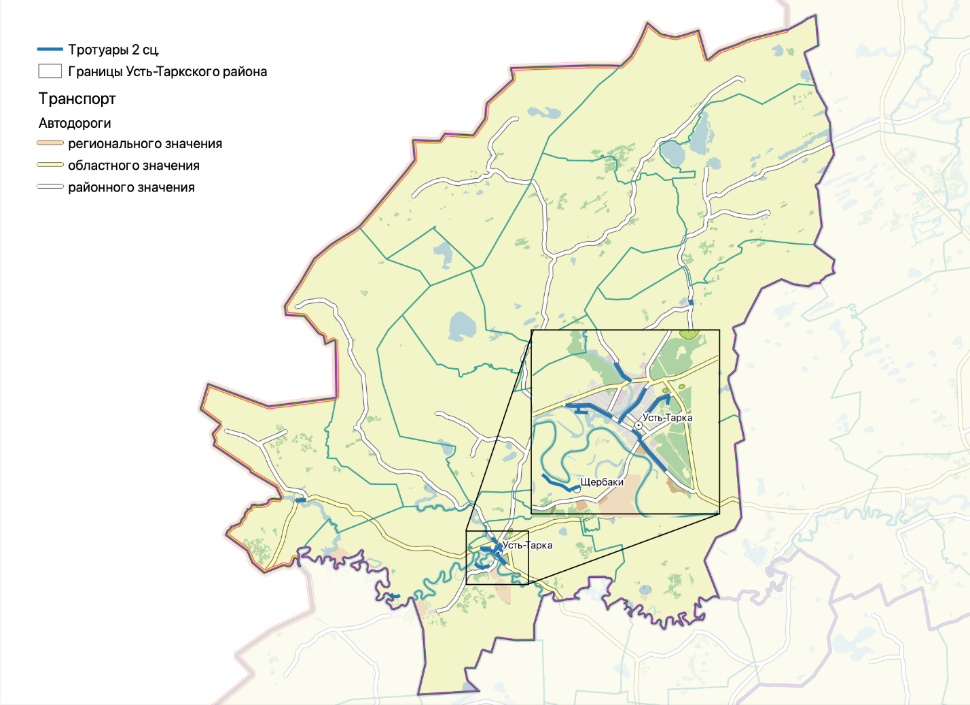 Тротуары 2 сц.
Границы Усть-Таркского района
Транспорт
Автодороги
регионального значения
областного значения
районного значения
Усть-Тарка
Щербаки
Усть-Тарка